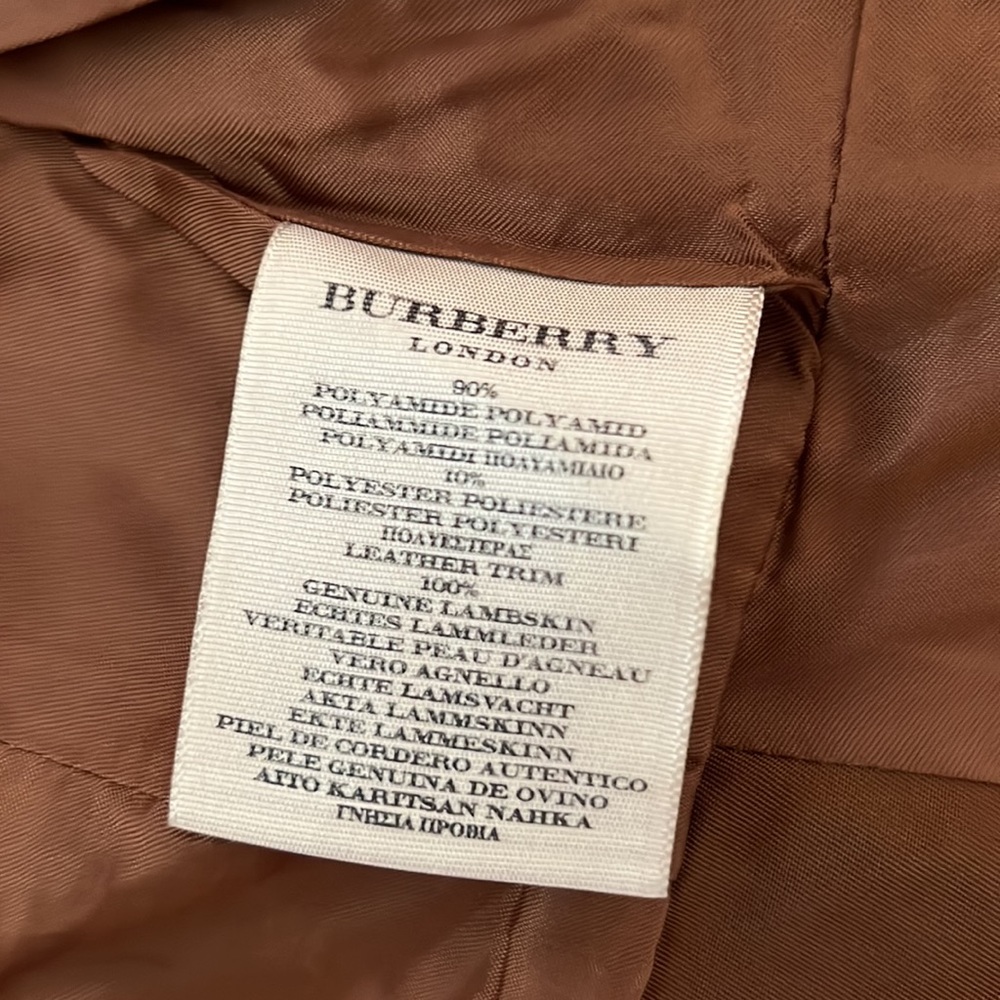 BURBERRY
LONDON
90%
POLYAMIDE POLYAMID
POLIAMMIDE POLIAMIDA
POLYAMIDI ΠΟΛΥΑΜΙΔΙΟ
10%
POLYESTER POLIESTERE
POLIESTER POLYESTERI
ΠΟΛΥΕΣΤΕΡΑΣ
LEATHER TRIM
100%
GENUINE LAMBSKIN
ECHTES LAMMLEDER
VERITABLE PEAU D'AGNEAU
VERO AGNELLO
ECHTE LAMSVACHT
AKTA LAMMSKINN
EKTE LAMMESKINN
PIEL DE CORDERO AUTENTICO
PELE GENUINA DE OVINO
AITO KARITSAN NAHKA
ΓΝΗΣΙΑ ΠΡΟΒΙΑ